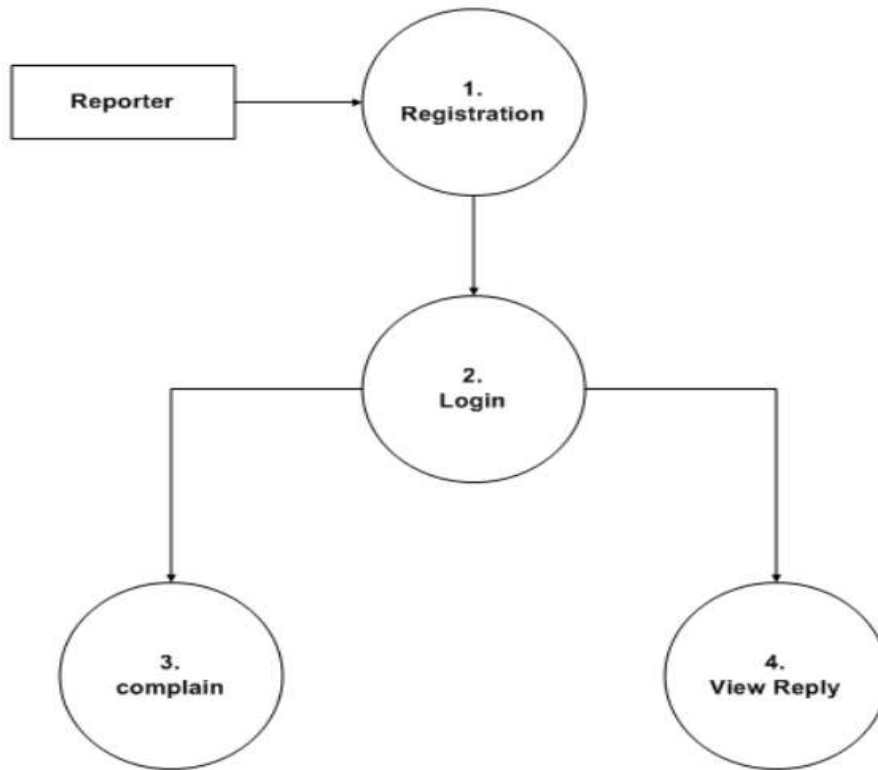 Reporter
1.
Registration
2.
Login
3.
complain
4.
View Reply